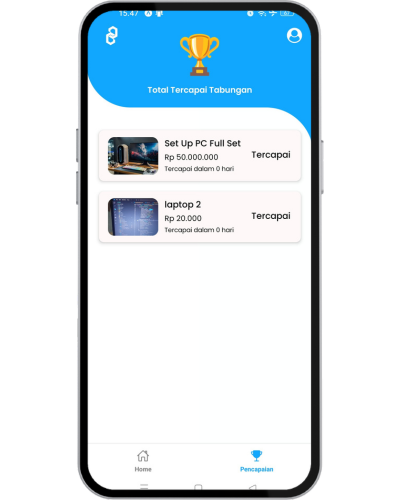 15.47
Total Tercapai Tabungan
Set Up PC Full Set
Rp 50.000.000
Tercapai
Tercapai dalam 0 hari
laptop 2
Rp 20.000
Tercapai
Tercapai dalam 0 hari
Home
Pencapaian